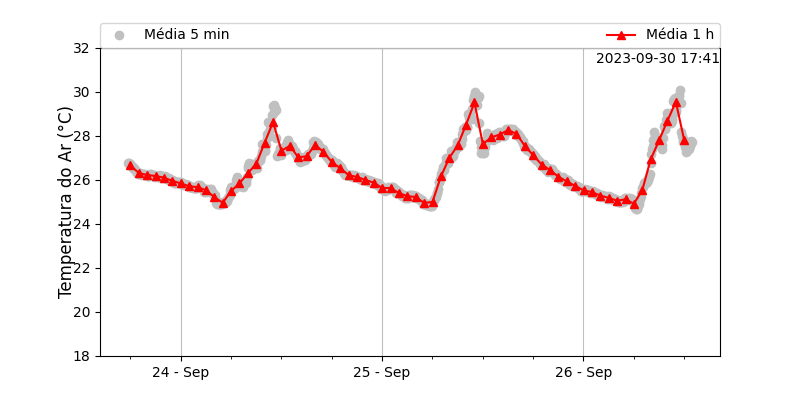 Média 5 min
Média 1 h
2023-09-30 17:41
Temperatura do Ar (°C)
32
30
28
26
24
22
20
18
24 - Sep
25 - Sep
26 - Sep